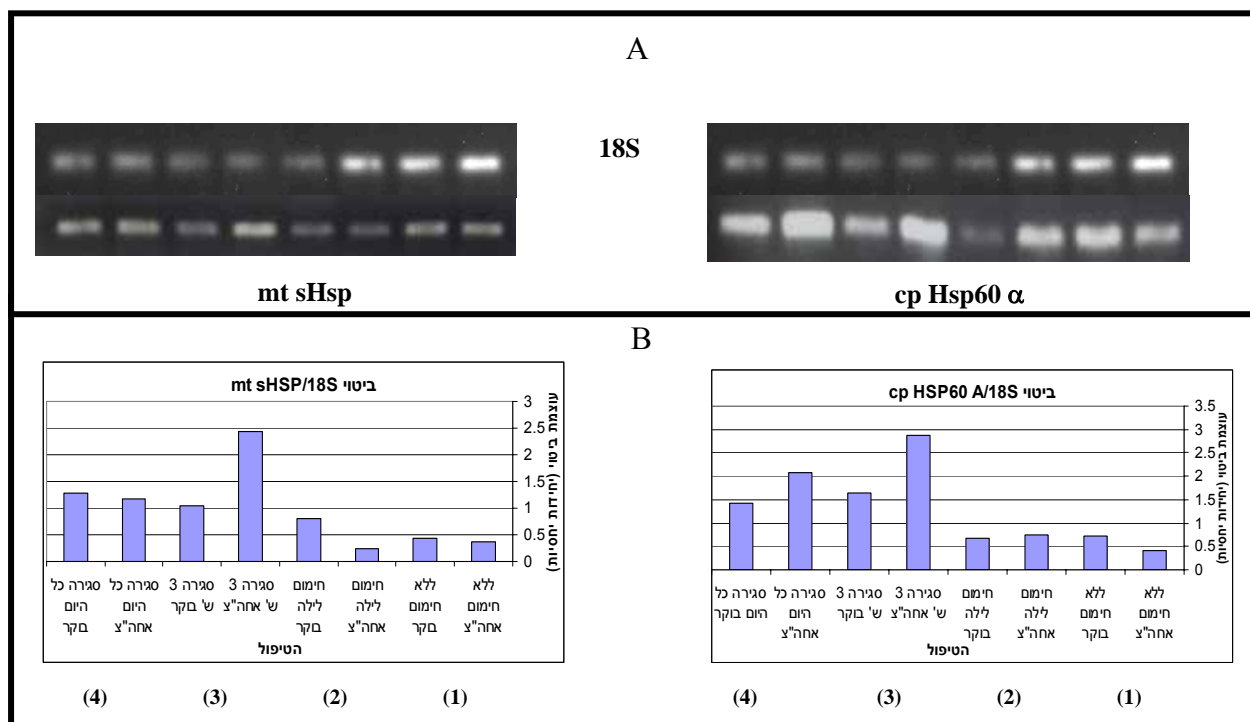 A
18S
mt sHsp
cp Hsp60 α
B
ביטוי mt sHSP/18S
עוצמת ביטוי (יחידות יחסיות)
3
2.5
2
1.5
1
0.5
0
סגירה כל היום בוקר
סגירה כל היום אחה"צ
סגירה 3 ש' בוקר
סגירה 3 ש' אחה"צ
חימום לילה בוקר
חימום לילה אחה"צ
ללא חימום בוקר
ללא חימום אחה"צ
הטיפול
(4) (3) (2) (1)
ביטוי cp HSP60 A/18S
עוצמת ביטוי (יחידות יחסיות)
3.5
3
2.5
2
1.5
1
0.5
0
סגירה כל היום בוקר
סגירה כל היום אחה"צ
סגירה 3 ש' בוקר
סגירה 3 ש' אחה"צ
חימום לילה בוקר
חימום לילה אחה"צ
ללא חימום בוקר
ללא חימום אחה"צ
הטיפול
(4) (3) (2) (1)